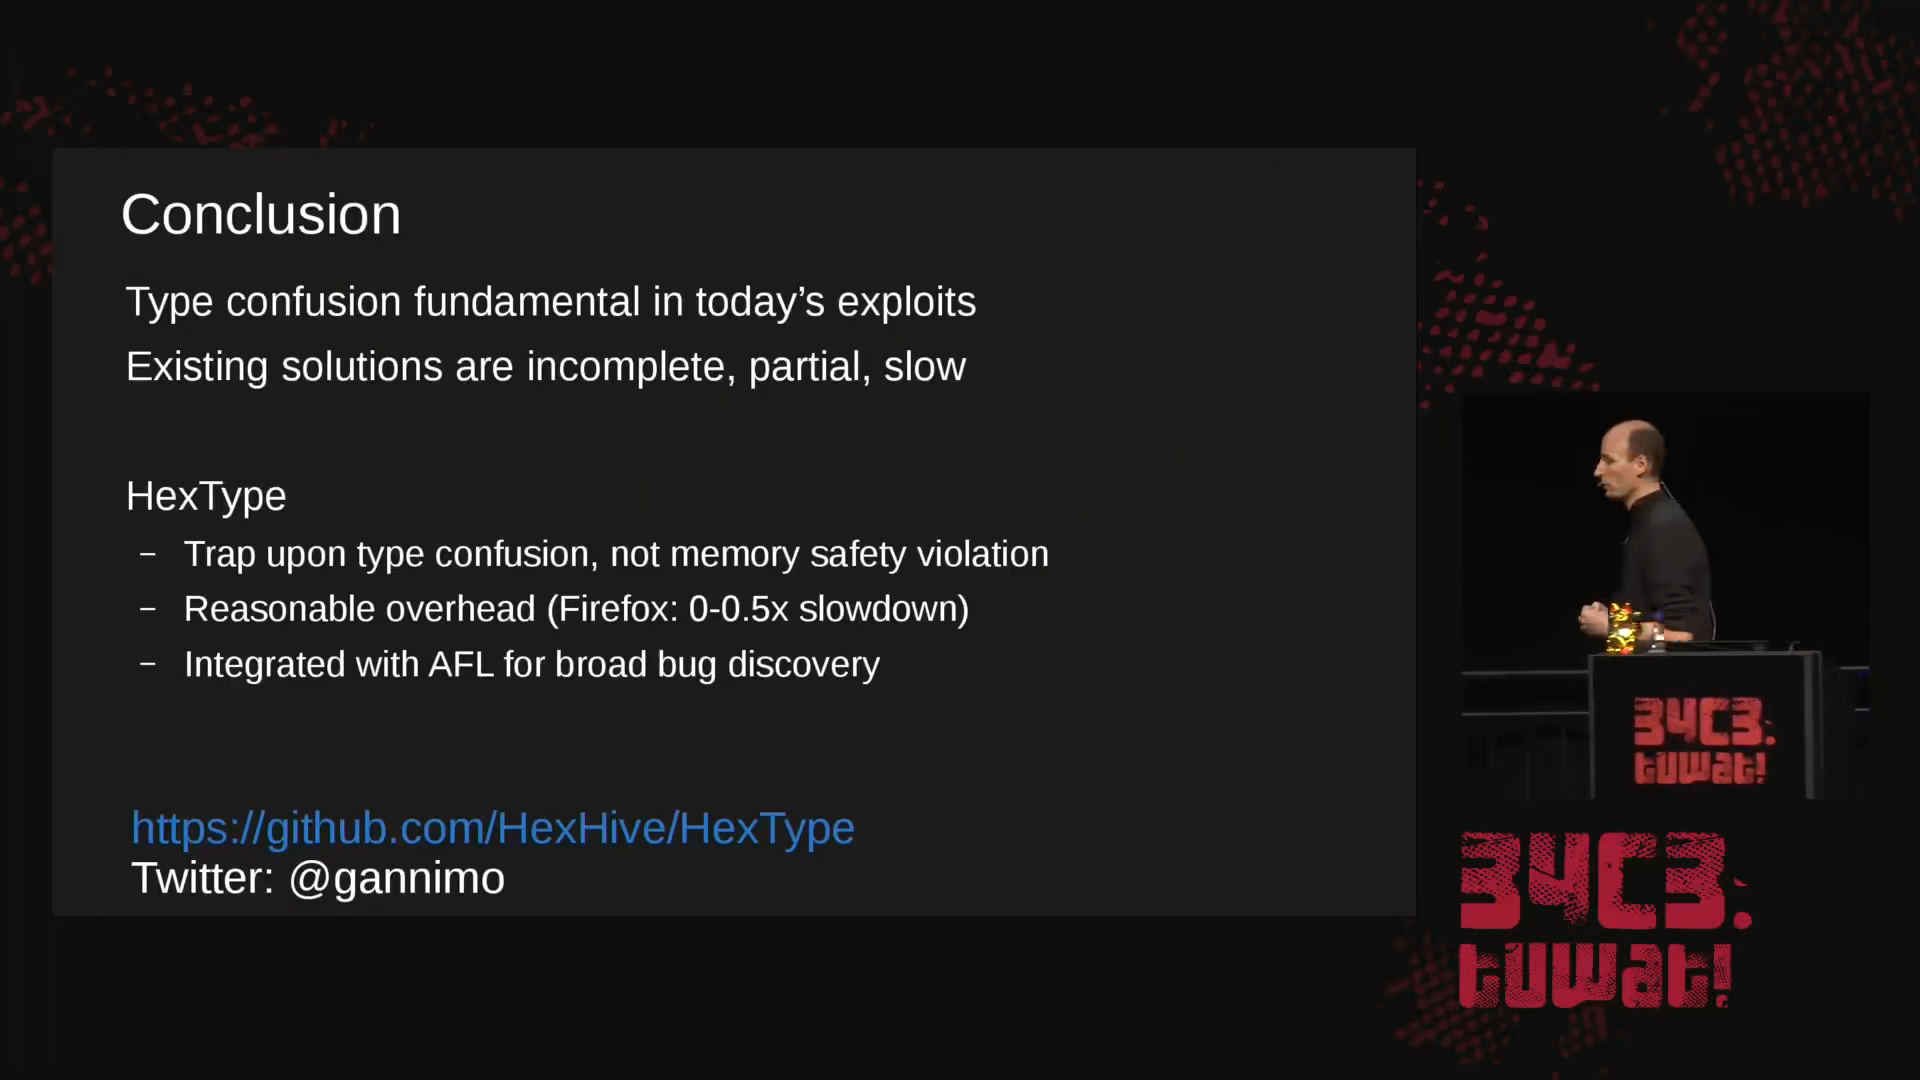 Conclusion
Type confusion fundamental in today’s exploits
Existing solutions are incomplete, partial, slow
HexType
– Trap upon type confusion, not memory safety violation
– Reasonable overhead (Firefox: 0-0.5x slowdown)
– Integrated with AFL for broad bug discovery
https://github.com/HexHive/HexType
Twitter: @gannimo
34C3.
tuwat!
34C3.
tuwat!